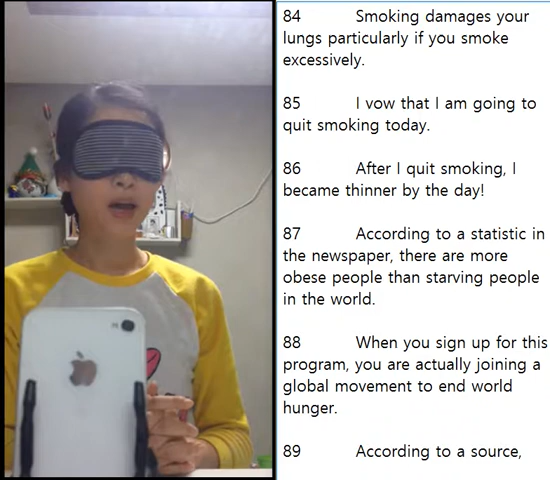 84 Smoking damages your
lungs particularly if you smoke
excessively.
85 I vow that I am going to
quit smoking today.
86 After I quit smoking, I
became thinner by the day!
87 According to a statistic in
the newspaper, there are more
obese people than starving people
in the world.
88 When you sign up for this
program, you are actually joining a
global movement to end world
hunger.
89 According to a source,